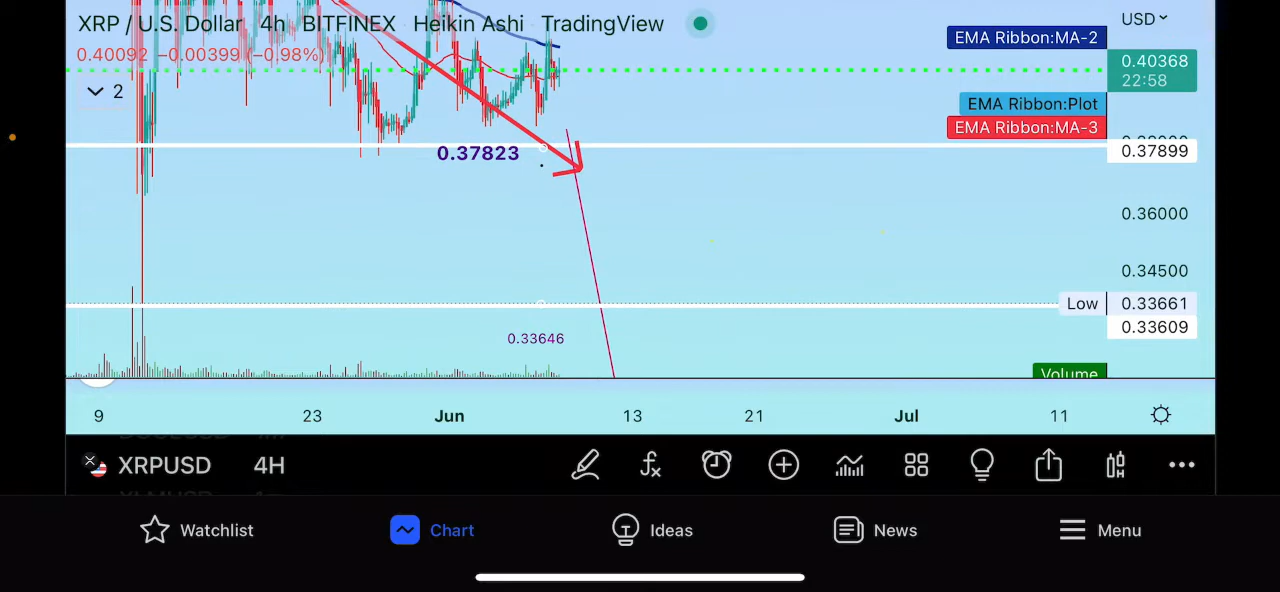 XRP / U.S. Dollar 4h BITFINEX Heikin Ashi TradingView
USD
0.40092 −0.00399 (−0.98%)
EMA Ribbon:MA-2
0.40368
22:58
2
EMA Ribbon:Plot
EMA Ribbon:MA-3
0.37823
0.37899
0.36000
0.34500
Low 0.33661
0.33609
0.33646
Volume
9 23 Jun 13 21 Jul 11
XRPUSD 4H
Watchlist Chart Ideas News Menu